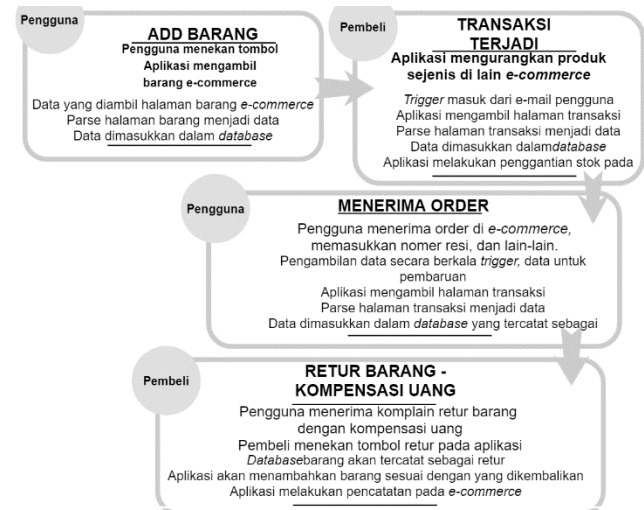 Pengguna
ADD BARANG
Pengguna menekan tombol
Aplikasi mengambil
barang e-commerce
Data yang diambil halaman barang e-commerce
Parse halaman barang menjadi data
Data dimasukkan dalam database
Pembeli
TRANSAKSI
TERJADI
Aplikasi mengurangkan produk
sejenis di lain e-commerce
Trigger masuk dari e-mail pengguna
Aplikasi mengambil halaman transaksi
Parse halaman transaksi menjadi data
Data dimasukkan dalamdatabase
Aplikasi melakukan penggantian stok pada
Pengguna
MENERIMA ORDER
Pengguna menerima order di e-commerce,
memasukkan nomer resi, dan lain-lain.
Pengambilan data secara berkala trigger, data untuk
pembaruan
Aplikasi mengambil halaman transaksi
Parse halaman transaksi menjadi data
Data dimasukkan dalam database yang tercatat sebagai
Pembeli
RETUR BARANG -
KOMPENSASI UANG
Pengguna menerima komplain retur barang
dengan kompensasi uang
Pembeli menekan tombol retur pada aplikasi
Databasebarang akan tercatat sebagai retur
Aplikasi akan menambahkan barang sesuai dengan yang dikembalikan
Aplikasi melakukan pencatatan pada e-commerce